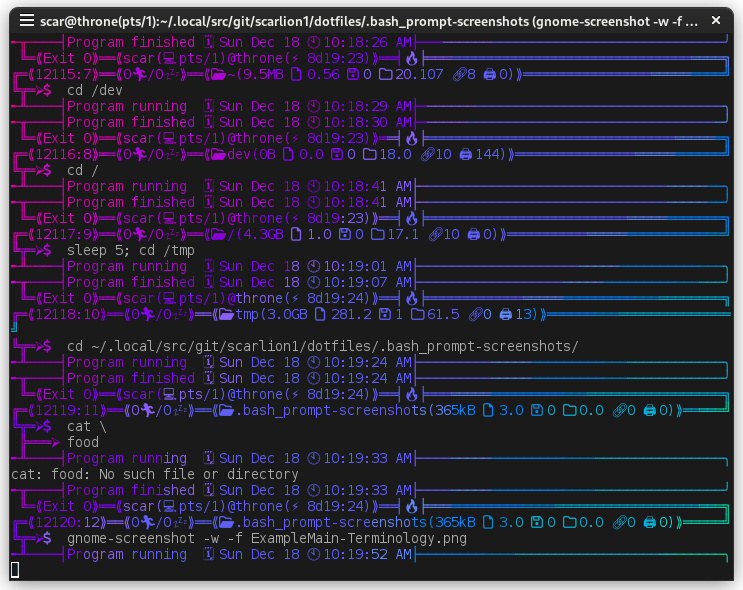 scar@throne(pts/1):~/.local/src/git/scarlion1/dotfiles/.bash_prompt-screenshots (gnome-screenshot -w -f ...
Program finished Sun Dec 18 10:18:26 AM
Exit 0 scar(pts/1)@throne(⚡ 8d19:23)
12115:7 0/0 ~(9.5MB 0.56 0 20.107 8 0)
$ cd /dev
Program running Sun Dec 18 10:18:29 AM
Program finished Sun Dec 18 10:18:30 AM
Exit 0 scar(pts/1)@throne(⚡ 8d19:23)
12116:8 0/0 dev(0B 0.0 0 18.0 10 144)
$ cd /
Program running Sun Dec 18 10:18:41 AM
Program finished Sun Dec 18 10:18:41 AM
Exit 0 scar(pts/1)@throne(⚡ 8d19:23)
12117:9 0/0 /(4.3GB 1.0 0 17.1 10 0)
$ sleep 5; cd /tmp
Program running Sun Dec 18 10:19:01 AM
Program finished Sun Dec 18 10:19:07 AM
Exit 0 scar(pts/1)@throne(⚡ 8d19:24)
12118:10 0/0 tmp(3.0GB 281.2 1 61.5 0 13)
$ cd ~/.local/src/git/scarlion1/dotfiles/.bash_prompt-screenshots/
Program running Sun Dec 18 10:19:24 AM
Program finished Sun Dec 18 10:19:24 AM
Exit 0 scar(pts/1)@throne(⚡ 8d19:24)
12119:11 0/0 .bash_prompt-screenshots(365kB 3.0 0 0.0 0 0)
$ cat \
food
Program running Sun Dec 18 10:19:33 AM
cat: food: No such file or directory
Program finished Sun Dec 18 10:19:33 AM
Exit 0 scar(pts/1)@throne(⚡ 8d19:24)
12120:12 0/0 .bash_prompt-screenshots(365kB 3.0 0 0.0 0 0)
$ gnome-screenshot -w -f ExampleMain-Terminology.png
Program running Sun Dec 18 10:19:52 AM